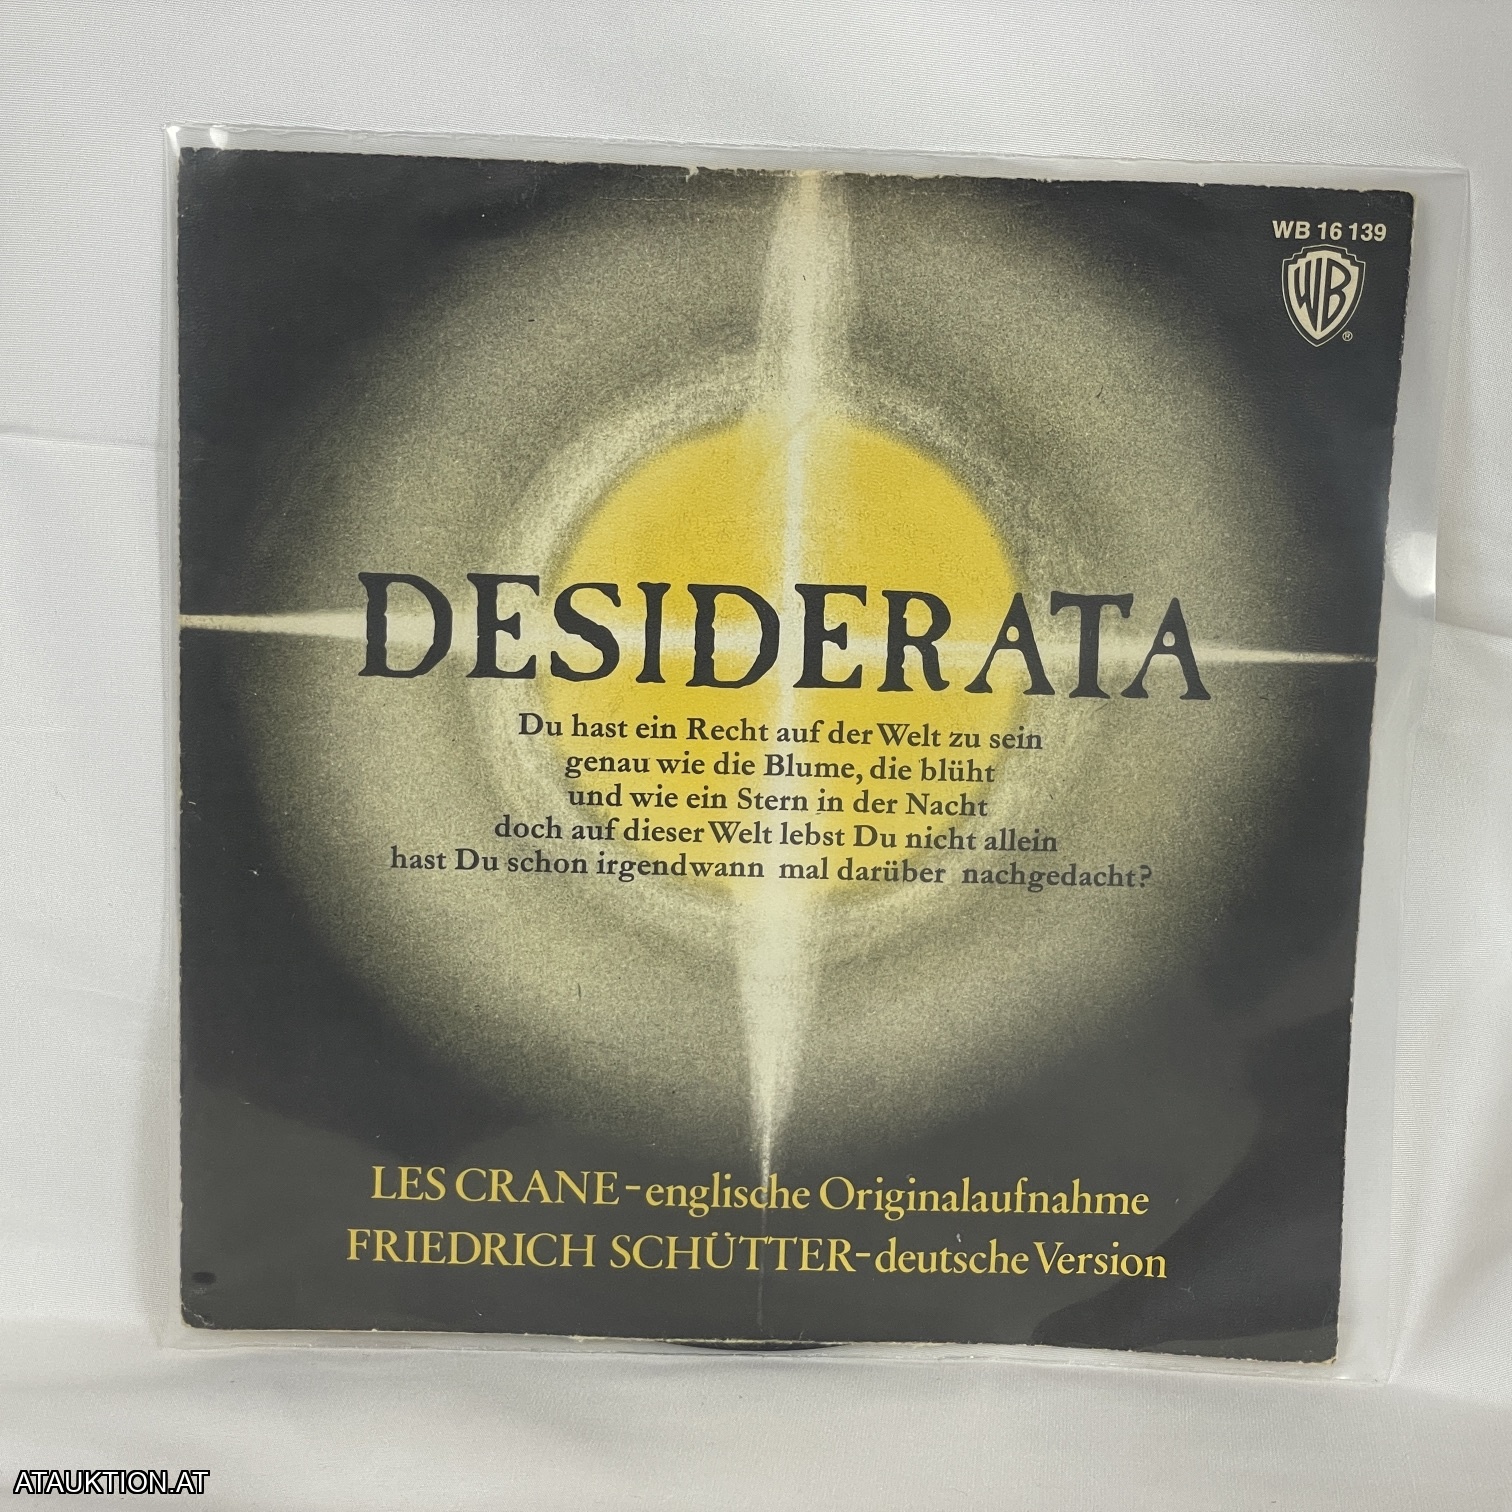 WB 16 139
WB
®
DESIDERATA
Du hast ein Recht auf der Welt zu sein
genau wie die Blume, die blüht
und wie ein Stern in der Nacht
doch auf dieser Welt lebst Du nicht allein
hast Du schon irgendwann mal darüber nachgedacht?
LES CRANE-englische Originalaufnahme
FRIEDRICH SCHÜTTER-deutsche Version
ATAUKTION.AT